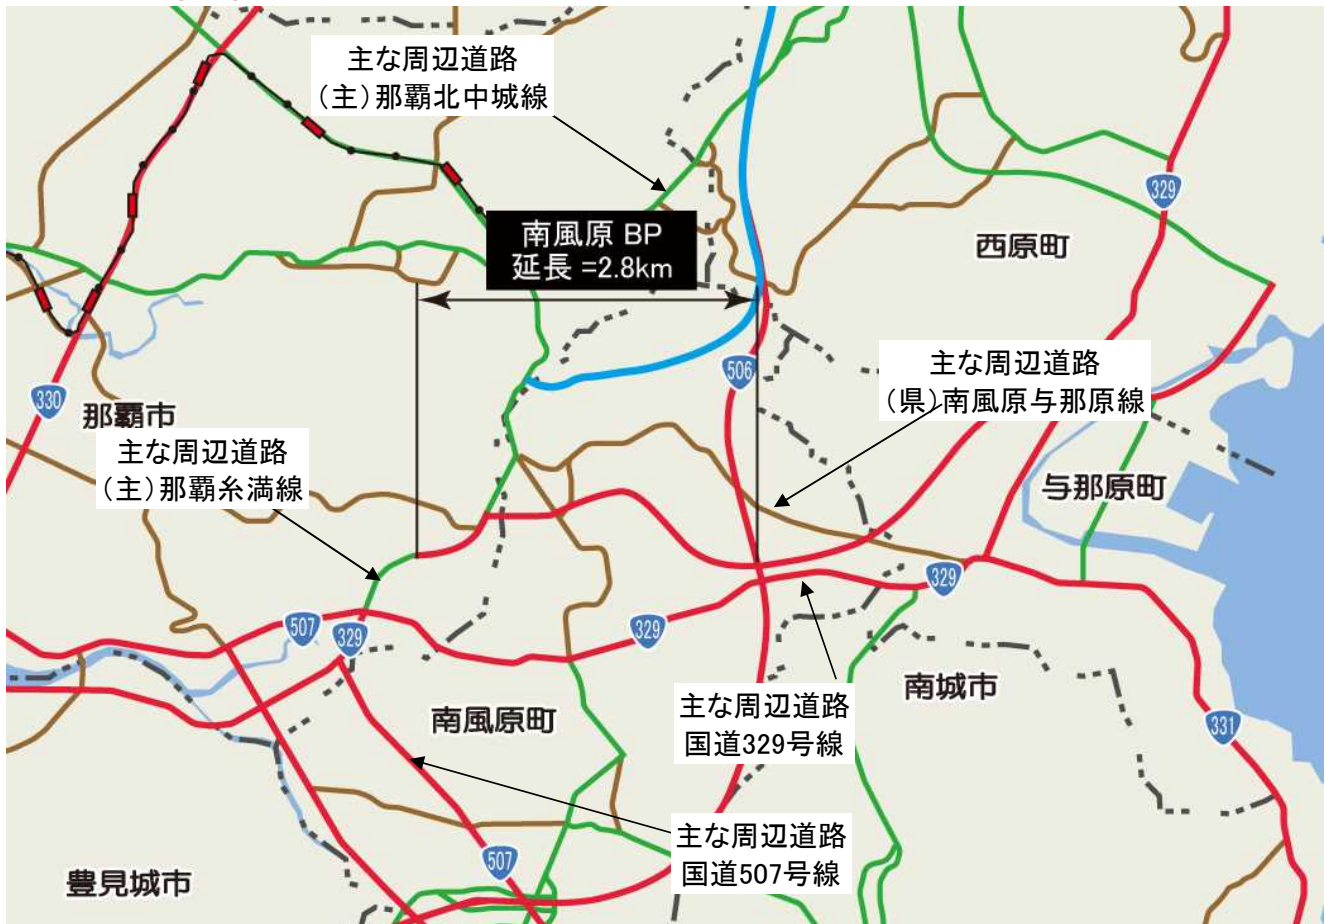 主な周辺道路
（主）那覇北中城線
329
南風原 BP
延長 =2.8km
西原町
主な周辺道路
（県）南風原与那原線
506
330
那覇市
主な周辺道路
（主）那覇糸満線
与那原町
329
507
329
329
南城市
主な周辺道路
国道329号線
南風原町
331
主な周辺道路
国道507号線
507
豊見城市